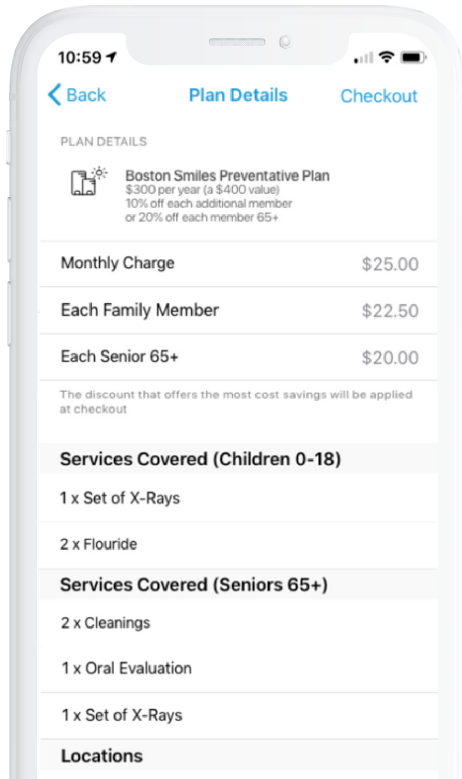 10:59
Back Plan Details Checkout
PLAN DETAILS
Boston Smiles Preventative Plan
$300 per year (a $400 value)
10% off each additional member
or 20% off each member 65+
Monthly Charge $25.00
Each Family Member $22.50
Each Senior 65+ $20.00
The discount that offers the most cost savings will be applied
at checkout
Services Covered (Children 0-18)
1 x Set of X-Rays
2 x Flouride
Services Covered (Seniors 65+)
2 x Cleanings
1 x Oral Evaluation
1 x Set of X-Rays
Locations